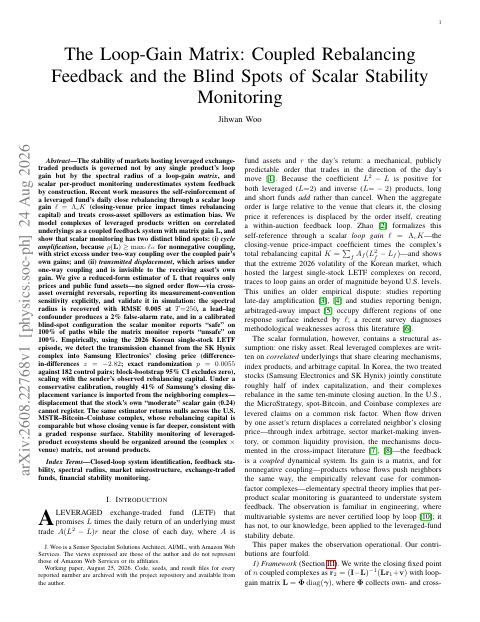 1
The Loop-Gain Matrix: Coupled Rebalancing
Feedback and the Blind Spots of Scalar Stability
Monitoring
Jihwan Woo
arXiv:2608.22768v1 [physics.soc-ph] 24 Aug 2026
Abstract—The stability of markets hosting leveraged exchange-
traded products is governed not by any single product's loop
gain but by the spectral radius of a loop-gain matrix, and
scalar per-product monitoring underestimates system feedback
by construction. Recent work measures the self-reinforcement of
a leveraged fund's daily close rebalancing through a scalar loop
gain ℓ = Λ,K (closing-venue price impact times rebalancing
capital) and treats cross-asset spillovers as estimation bias. We
model complexes of leveraged products written on correlated
underlyings as a coupled feedback system with matrix gain L, and
show that scalar monitoring has two distinct blind spots: (i) cycle
amplification, because ρ(L) ≥ max
for nonnegative coupling,
with strict excess under two-way coupling over the coupled pair's
own gains; and (ii) transmitted displacement, which arises under
one-way coupling and is invisible to the receiving asset's own
gain. We give a reduced-form estimator of L that requires only
prices and public fund assets—no signed order flow—via cross-
asset overnight reversals, reporting its measurement-convention
sensitivity explicitly, and validate it in simulation: the spectral
radius is recovered with RMSE 0.005 at T=250, a lead-lag
confounder produces a 2% false-alarm rate, and in a calibrated
blind-spot configuration the scalar monitor reports "safe" on
100% of paths while the matrix monitor reports "unsafe" on
100%. Empirically, using the 2026 Korean single-stock LETF
episode, we detect the transmission channel from the SK Hynix
complex into Samsung Electronics' closing price (difference-
in-differences z = −2.82; exact randomization p = 0.0055
against 182 control pairs; block-bootstrap 95% CI excludes zero),
scaling with the sender's observed rebalancing capital. Under a
conservative calibration, roughly 41% of Samsung's closing dis-
placement variance is imported from the neighboring complex—
displacement that Samsung's own "moderate" scalar gain (0.24)
cannot register. The same estimator returns nulls across the U.S.
MSTR–Bitcoin–Coinbase complex, whose rebalancing capital is
comparable but whose closing venue is far deeper, consistent with
a graded response surface. Stability monitoring of leveraged-
product ecosystems should be organized around the (complex ×
venue) matrix, not around products.
Index Terms—Closed-loop system identification, feedback sta-
bility, spectral radius, market microstructure, exchange-traded
funds, financial stability monitoring.
I. INTRODUCTION
A LEVERAGED exchange-traded fund (LETF) that
promises L times the daily return of an underlying must
trade A(L² − L)r near the close of each day, where A is
J. Woo is a Senior Specialist Solutions Architect, AI/ML, with Amazon Web
Services. The views expressed are those of the author and do not represent
those of Amazon Web Services or its affiliates.
Working paper, August 25, 2026. Code, seeds, and result files for every
reported number are archived with the project repository and available from
the author.
fund assets and r the day's return: a mechanical, publicly
predictable order that trades in the direction of the day's
move [1]. Because the coefficient L² − L is positive for
both leveraged (L=2) and inverse (L= − 2) products, long
and short funds add rather than cancel. When the aggregate
order is large relative to the venue that clears it, the closing
price it references is displaced by the order itself, creating
a within-auction feedback loop. Zhao [2] formalizes this
self-reference through a scalar loop gain ℓ = Λ,K—the
closing-venue price-impact coefficient times the complex's
total rebalancing capital
—and shows
that the extreme 2026 volatility of the Korean market, which
hosted the largest single-stock LETF complexes on record,
traces to loop gains an order of magnitude beyond U.S. levels.
This unifies an older empirical dispute: studies reporting
late-day amplification [3], [4] and studies reporting benign,
arbitraged-away impact [5] occupy different regions of one
response surface indexed by ℓ; a recent survey diagnoses
methodological weaknesses across this literature [6].
The scalar formulation, however, contains a structural as-
sumption: one risky asset. Real leveraged complexes are writ-
ten on correlated underlyings that share clearing mechanisms,
index products, and arbitrage capital. In Korea, the two treated
stocks (Samsung Electronics and SK Hynix) jointly constitute
roughly half of index capitalization, and their complexes
rebalance in the same ten-minute closing auction. In the U.S.,
the MicroStrategy, spot-Bitcoin, and Coinbase complexes are
levered claims on a common risk factor. When flow driven
by one asset's return displaces a correlated neighbor's closing
price—through index arbitrage, sector market-making inven-
tory, or common liquidity provision, the mechanisms docu-
mented in the cross-impact literature [7], [8]—the feedback
is a coupled dynamical system. Its gain is a matrix, and for
nonnegative coupling—products whose flows push neighbors
the same way, the empirically relevant case for common-
factor complexes—elementary spectral theory implies that per-
product scalar monitoring is guaranteed to understate system
feedback. The observation is familiar in engineering, where
multivariable systems are never certified loop by loop [10]; it
has not, to our knowledge, been applied to the leveraged-fund
stability debate.
This paper makes the observation operational. Our contri-
butions are fourfold.
1) Framework (Section III). We write the closing fixed point
of n coupled complexes as r₂ = (I−L)⁻¹(Lr₁+v) with loop-
gain matrix L = Φ diag(γ), where Φ collects own- and cross-